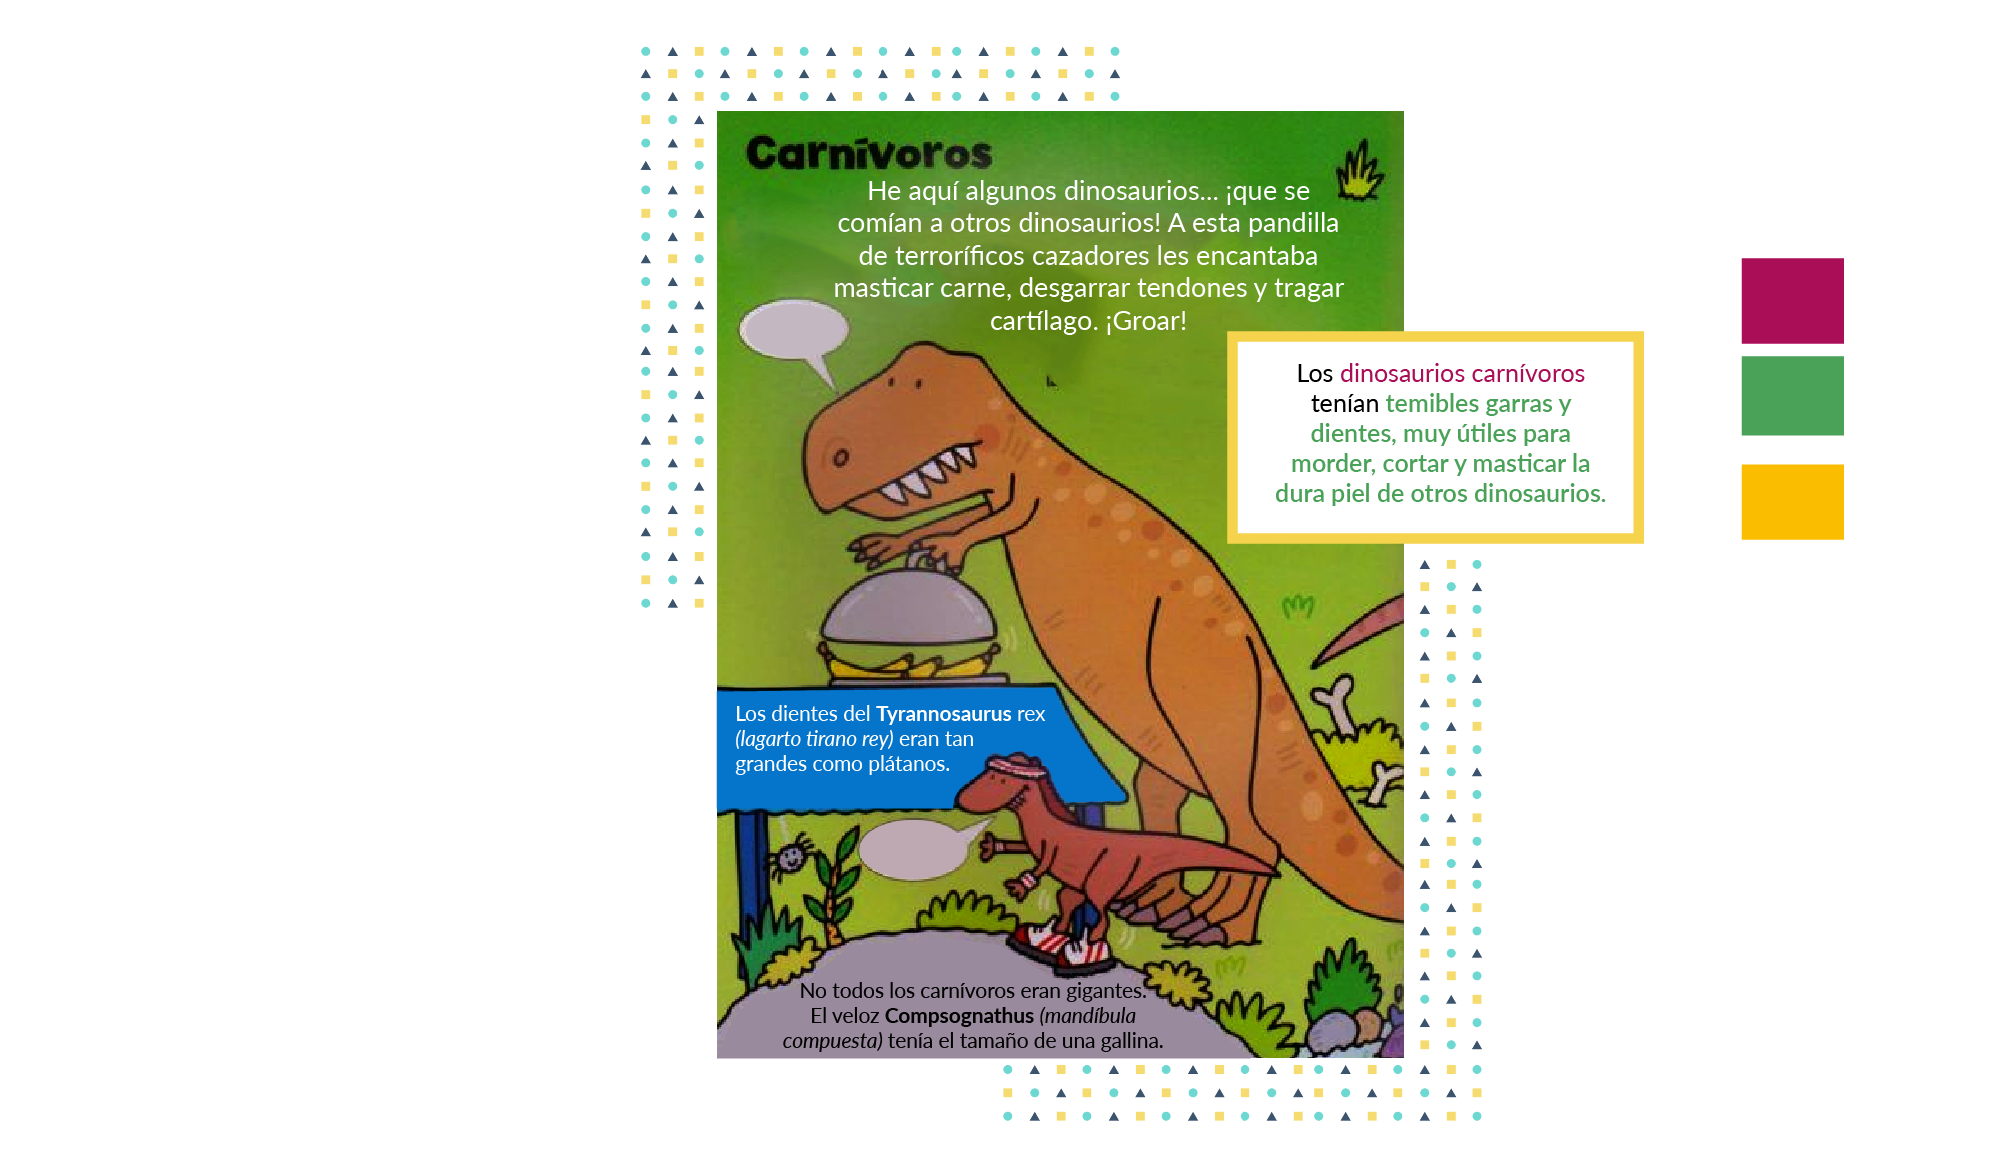 Carnívoros
He aquí algunos dinosaurios... ¡que se
comían a otros dinosaurios! A esta pandilla
de terroríficos cazadores les encantaba
masticar carne, desgarrar tendones y tragar
cartílago. ¡Groar!
Los dinosaurios carnívoros
tenían temibles garras y
dientes, muy útiles para
morder, cortar y masticar la
dura piel de otros dinosaurios.
Los dientes del Tyrannosaurus rex
(lagarto tirano rey) eran tan
grandes como plátanos.
No todos los carnívoros eran gigantes.
El veloz Compsognathus (mandíbula
compuesta) tenía el tamaño de una gallina.